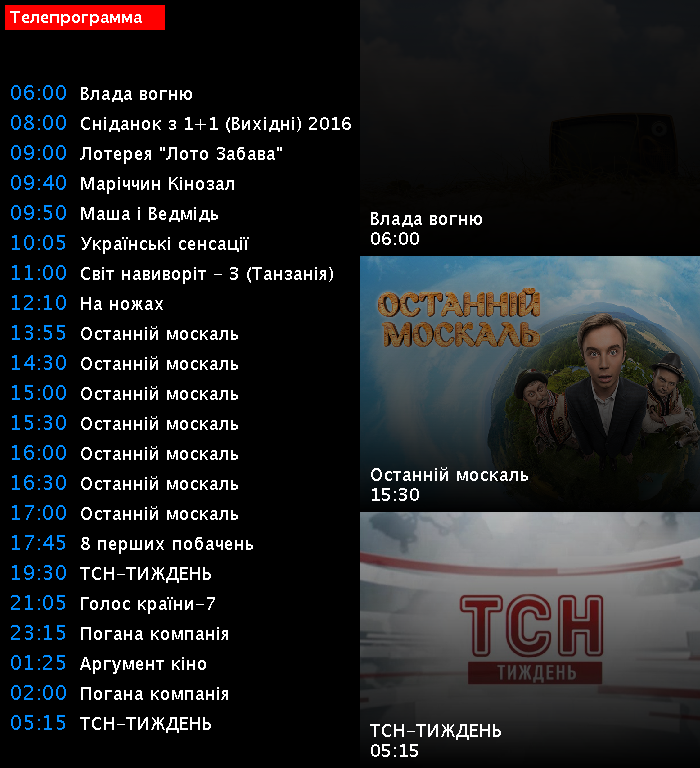 Телепрограмма
06:00 Влада вогню
08:00 Сніданок з 1+1 (Вихідні) 2016
09:00 Лотерея "Лото Забава"
09:40 Маріччин Кінозал
09:50 Маша і Ведмідь
10:05 Українські сенсації
11:00 Світ навиворіт - 3 (Танзанія)
12:10 На ножах
13:55 Останній москаль
14:30 Останній москаль
15:00 Останній москаль
15:30 Останній москаль
16:00 Останній москаль
16:30 Останній москаль
17:00 Останній москаль
17:45 8 перших побачень
19:30 ТСН-ТИЖДЕНЬ
21:05 Голос країни-7
23:15 Погана компанія
01:25 Аргумент кіно
02:00 Погана компанія
05:15 ТСН-ТИЖДЕНЬ
Влада вогню
06:00
ОСТАННІЙ
МОСКАЛЬ
Останній москаль
15:30
ТСН
ТИЖДЕНЬ
ТСН-ТИЖДЕНЬ
05:15